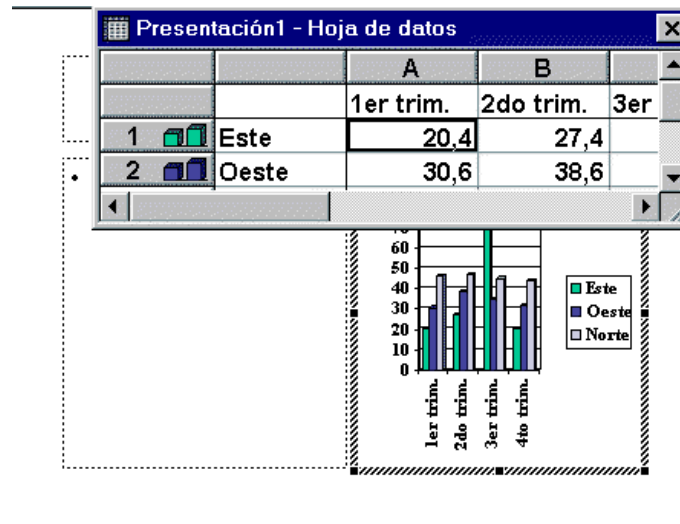 Presentación1 - Hoja de datos
A B
1er trim. 2do trim. 3er
1 Este 20,4 27,4
2 Oeste 30,6 38,6
60
50
40
30
20
10
0
Este
Oeste
Norte
1er trim.
2do trim.
3er trim.
4to trim.